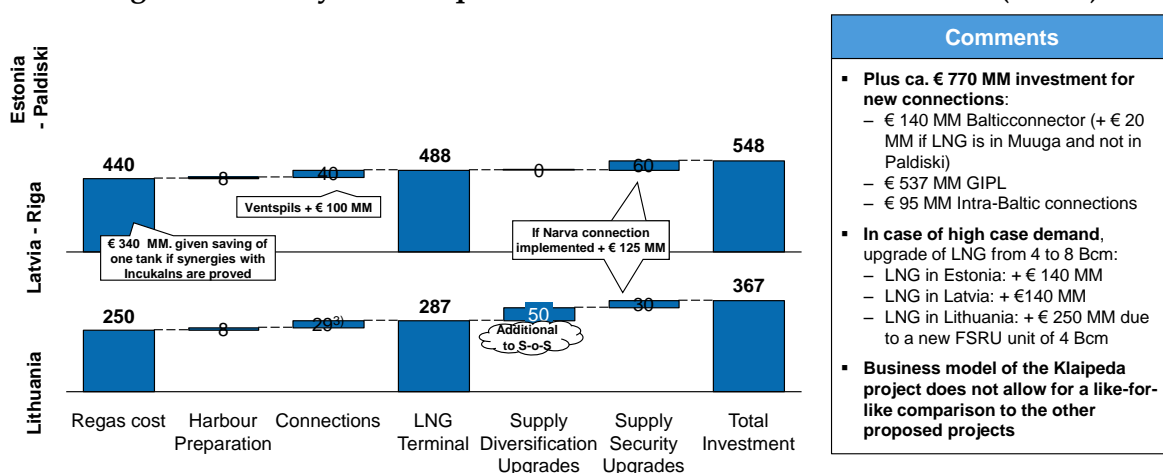 Estonia
- Paldiski
Latvia - Riga
440
8
40
488
0
60
548
Ventspils + € 100 MM
€ 340 MM. given saving of
one tank if synergies with
Incukalns are proved
If Narva connection
implemented + € 125 MM
Lithuania
250
8
29³⁾
287
50
30
367
Additional
to S-o-S
Regas cost
Harbour
Preparation
Connections
LNG
Terminal
Supply
Diversification
Upgrades
Supply
Security
Upgrades
Total
Investment
Comments
▪ Plus ca. € 770 MM investment for
new connections:
– € 140 MM Balticconnector (+ € 20
MM if LNG is in Muuga and not in
Paldiski)
– € 537 MM GIPL
– € 95 MM Intra-Baltic connections
▪ In case of high case demand,
upgrade of LNG from 4 to 8 Bcm:
– LNG in Estonia: + € 140 MM
– LNG in Latvia: + €140 MM
– LNG in Lithuania: + € 250 MM due
to a new FSRU unit of 4 Bcm
▪ Business model of the Klaipeda
project does not allow for a like-for-
like comparison to the other
proposed projects